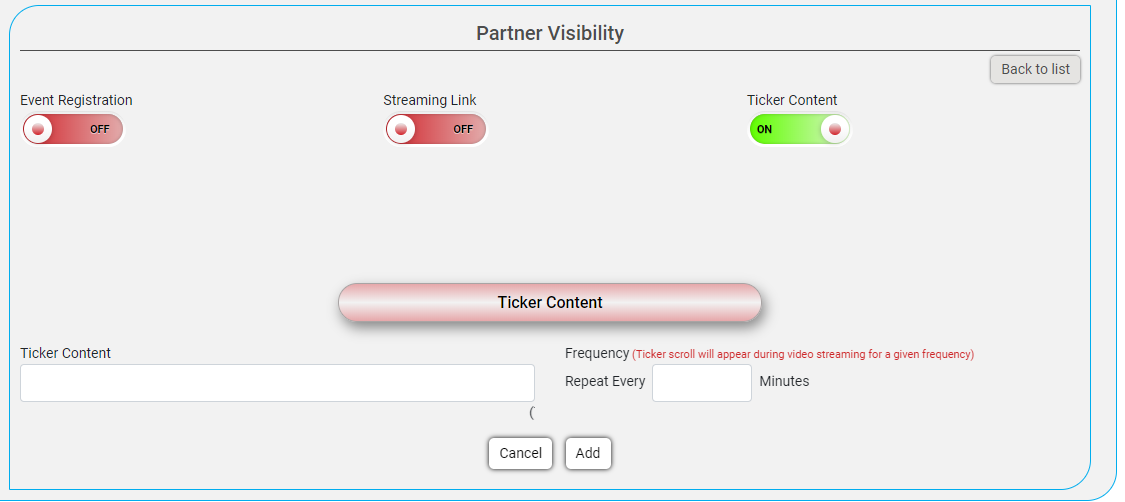 Partner Visibility
Back to list
Event Registration
Streaming Link
Ticker Content
OFF
OFF
ON
Ticker Content
Ticker Content
Frequency (Ticker scroll will appear during video streaming for a given frequency)
Repeat Every
Minutes
(
Cancel
Add